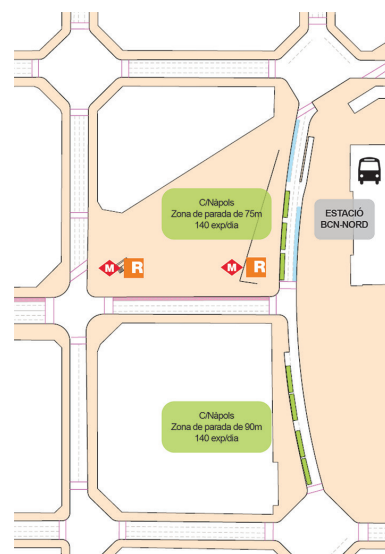 C/Nàpols
Zona de parada de 75m
140 exp/dia
ESTACIÓ
BCN-NORD
M R
M R
C/Nàpols
Zona de parada de 90m
140 exp/dia